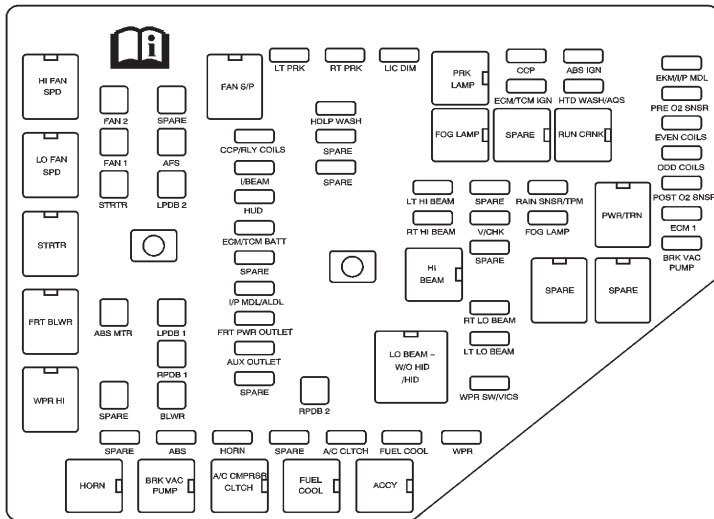 HI FAN
SPD
FAN 2
SPARE
FAN S/P
LT PRK
RT PRK
LIC DIM
PRK
LAMP
CCP
ABS IGN
EKM/I/P MDL
ECM/TCM IGN
HTD WASH/AQS
PRE O2 SNSR
HDLP WASH
LO FAN
SPD
FAN 1
AFS
CCP/RLY COILS
SPARE
FOG LAMP
SPARE
RUN CRNK
EVEN COILS
I/BEAM
SPARE
ODD COILS
STRTR
LPDB 2
HUD
LT HI BEAM
SPARE
RAIN SNSR/TPM
POST O2 SNSR
STRTR
ECM/TCM BATT
RT HI BEAM
V/CHK
FOG LAMP
PWR/TRN
ECM 1
SPARE
SPARE
BRK VAC
PUMP
HI
BEAM
I/P MDL/ALDL
SPARE
SPARE
FRT BLWR
ABS MTR
LPDB 1
FRT PWR OUTLET
RT LO BEAM
AUX OUTLET
LO BEAM –
W/O HID
/HID
LT LO BEAM
RPDB 1
SPARE
WPR HI
SPARE
BLWR
RPDB 2
WPR SW/VICS
SPARE
ABS
HORN
SPARE
A/C CLTCH
FUEL COOL
WPR
HORN
BRK VAC
PUMP
A/C CMPRSR
CLTCH
FUEL
COOL
ACCY